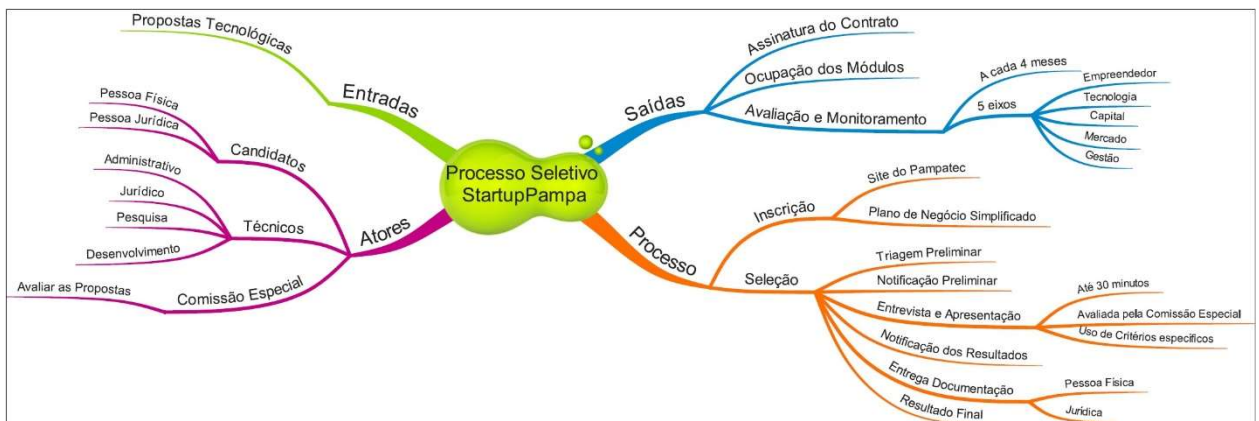 Processo Seletivo
StartupPampa
Entradas
Propostas Tecnológicas
Atores
Candidatos
Pessoa Física
Pessoa Jurídica
Técnicos
Administrativo
Jurídico
Pesquisa
Desenvolvimento
Comissão Especial
Avaliar as Propostas
Saídas
Assinatura do Contrato
Ocupação dos Módulos
Avaliação e Monitoramento
A cada 4 meses
5 eixos
Empreendedor
Tecnologia
Capital
Mercado
Gestão
Processo
Inscrição
Site do Pampatec
Plano de Negócio Simplificado
Seleção
Triagem Preliminar
Notificação Preliminar
Entrevista e Apresentação
Até 30 minutos
Avaliada pela Comissão Especial
Uso de Critérios especificos
Notificação dos Resultados
Entrega Documentação
Pessoa Física
Jurídica
Resultado Final